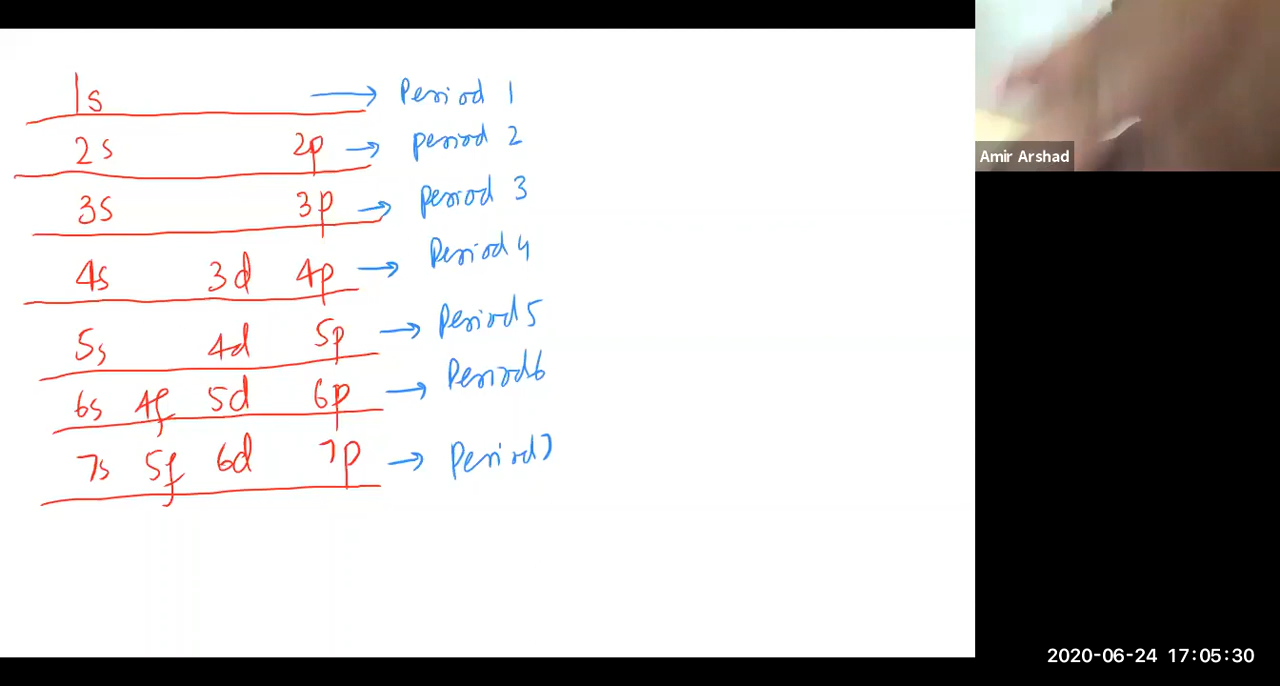 1s → Period 1
2s 2p → period 2
3s 3p → period 3
4s 3d 4p → Period 4
5s 4d 5p → Period 5
6s 4f 5d 6p → Period 6
7s 5f 6d 7p → Period 7
Amir Arshad
2020-06-24 17:05:30